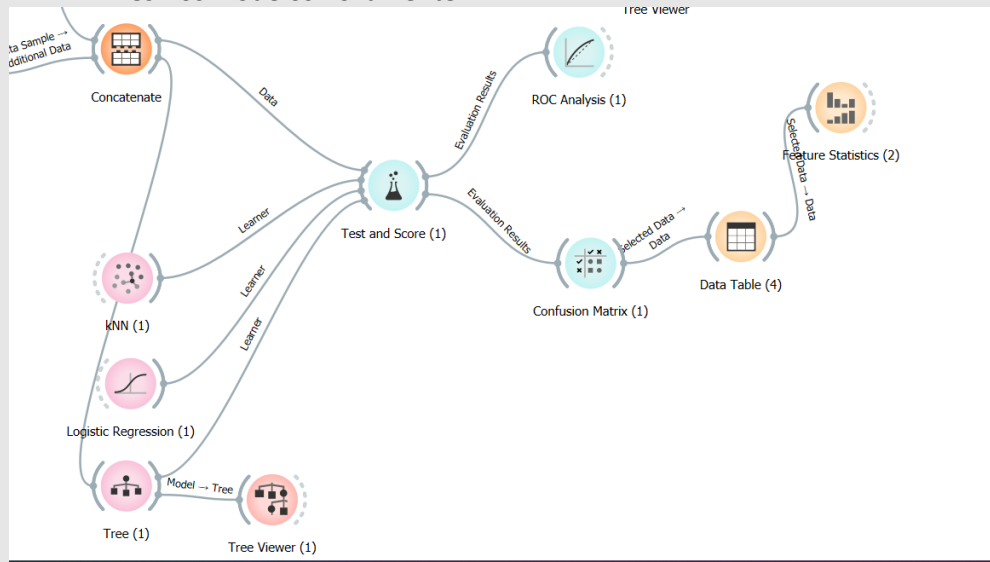 Tree Viewer
ta Sample →
dditional Data
Concatenate
Data
Evaluation Results
ROC Analysis (1)
Selected Data → Data
Feature Statistics (2)
Learner
Test and Score (1)
Evaluation Results
Selected Data →
Data
Data Table (4)
Confusion Matrix (1)
kNN (1)
Learner
Learner
Logistic Regression (1)
Model → Tree
Tree (1)
Tree Viewer (1)